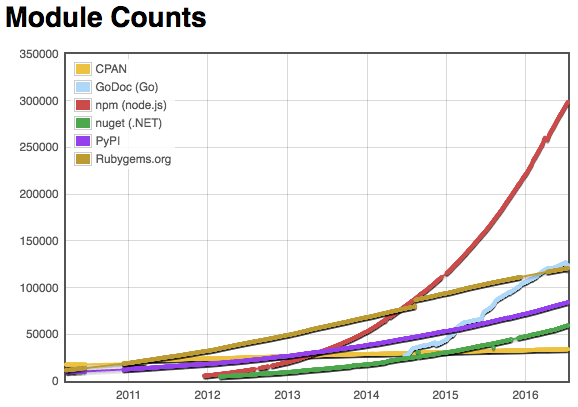 Module Counts
350000
300000
250000
200000
150000
100000
50000
0
CPAN
GoDoc (Go)
npm (node.js)
nuget (.NET)
PyPI
Rubygems.org
2011 2012 2013 2014 2015 2016